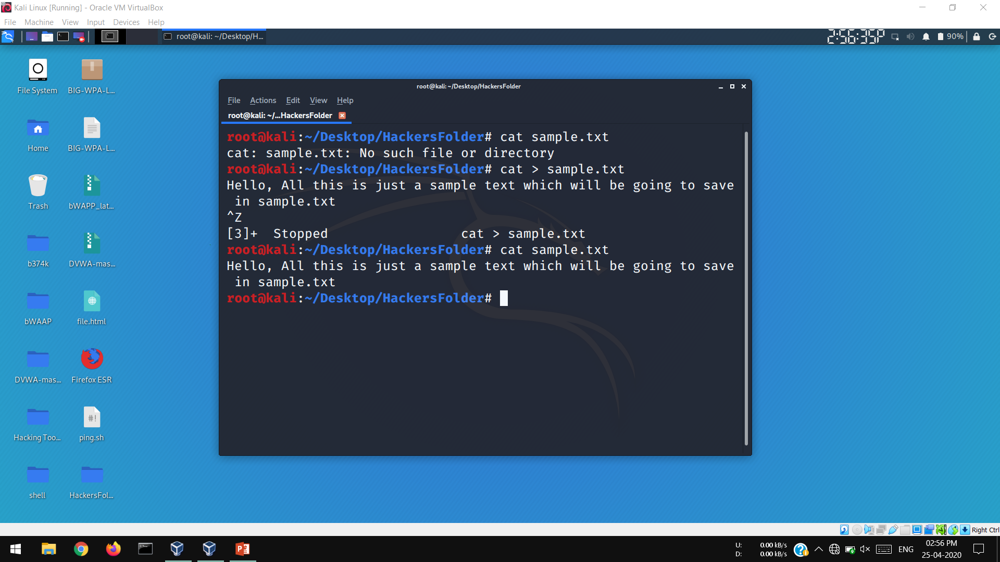 Kali Linux [Running] - Oracle VM VirtualBox
File Machine View Input Devices Help
root@kali: ~/Desktop/H...
2:56:35P
90%
File System
BIG-WPA-L...
Home
BIG-WPA-L...
Trash
bWAPP_lat...
b374k
DVWA-mas...
bWAAP
file.html
DVWA-mas...
Firefox ESR
Hacking Too...
#!
ping.sh
shell
HackersFol...
root@kali: ~/Desktop/HackersFolder
File Actions Edit View Help
root@kali: ~/...HackersFolder
root@kali:~/Desktop/HackersFolder# cat sample.txt
cat: sample.txt: No such file or directory
root@kali:~/Desktop/HackersFolder# cat > sample.txt
Hello, All this is just a sample text which will be going to save
 in sample.txt
^Z
[3]+  Stopped                 cat > sample.txt
root@kali:~/Desktop/HackersFolder# cat sample.txt
Hello, All this is just a sample text which will be going to save
 in sample.txt
root@kali:~/Desktop/HackersFolder#
Right Ctrl
U: 0.00 kB/s
D: 0.00 kB/s
ENG
02:56 PM
25-04-2020